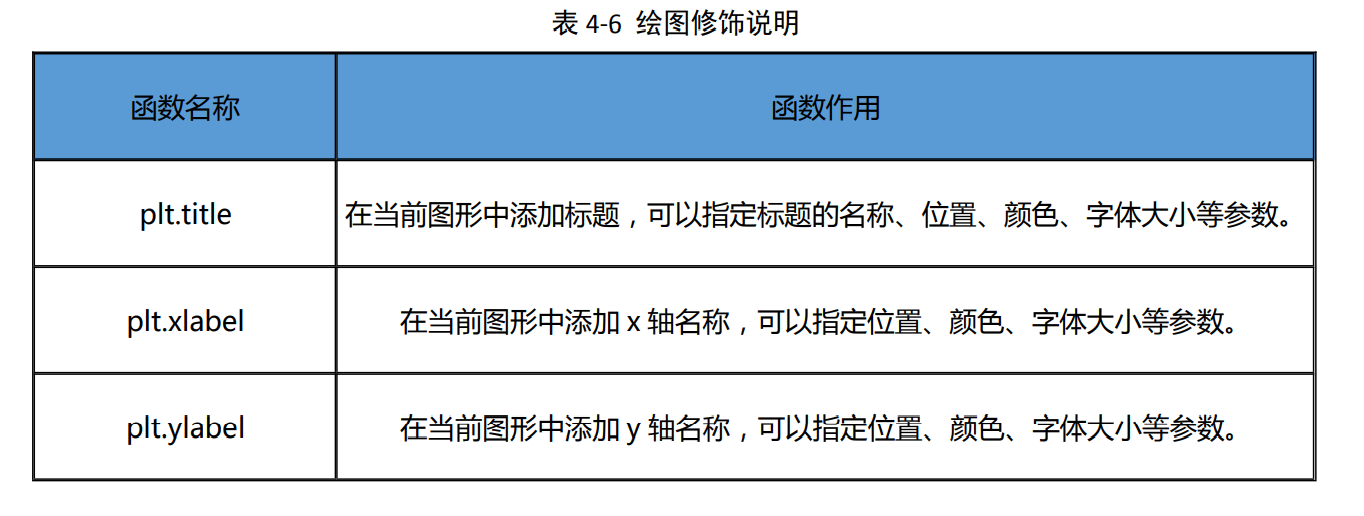 表 4-6 绘图修饰说明
函数名称 函数作用
plt.title 在当前图形中添加标题，可以指定标题的名称、位置、颜色、字体大小等参数。
plt.xlabel 在当前图形中添加 x 轴名称，可以指定位置、颜色、字体大小等参数。
plt.ylabel 在当前图形中添加 y 轴名称，可以指定位置、颜色、字体大小等参数。